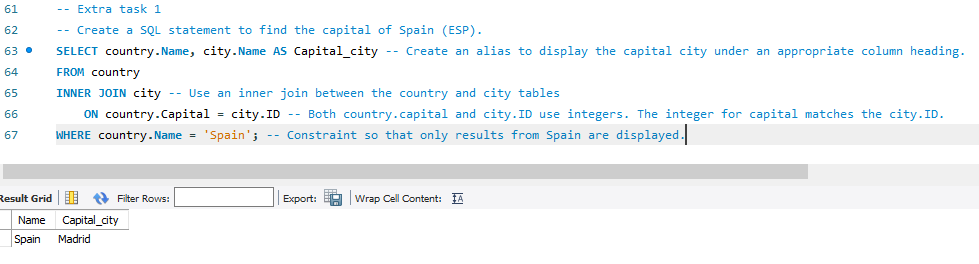 61 -- Extra task 1
62 -- Create a SQL statement to find the capital of Spain (ESP).
63 SELECT country.Name, city.Name AS Capital_city -- Create an alias to display the capital city under an appropriate column heading.
64 FROM country
65 INNER JOIN city -- Use an inner join between the country and city tables
66 ON country.Capital = city.ID -- Both country.capital and city.ID use integers. The integer for capital matches the city.ID.
67 WHERE country.Name = 'Spain'; -- Constraint so that only results from Spain are displayed.
Result Grid Filter Rows: Export: Wrap Cell Content: IA
Name Capital_city
Spain Madrid